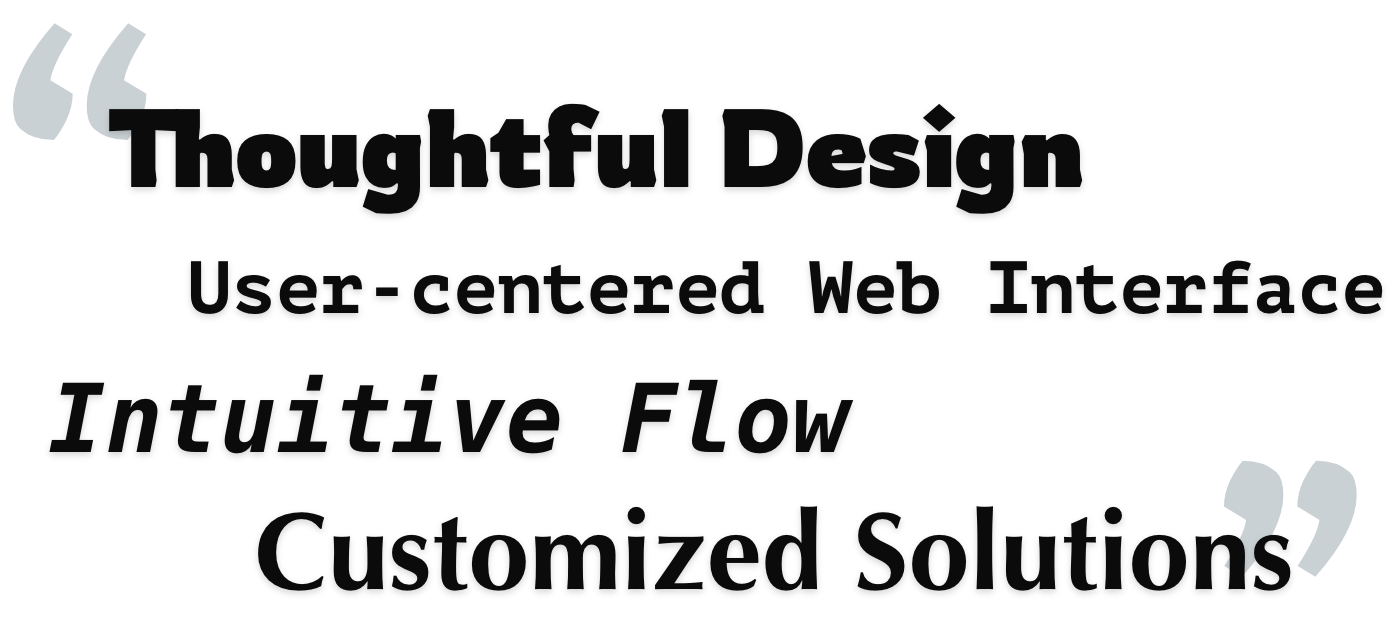 “Thoughtful Design
User-centered Web Interface
Intuitive Flow
Customized Solutions”